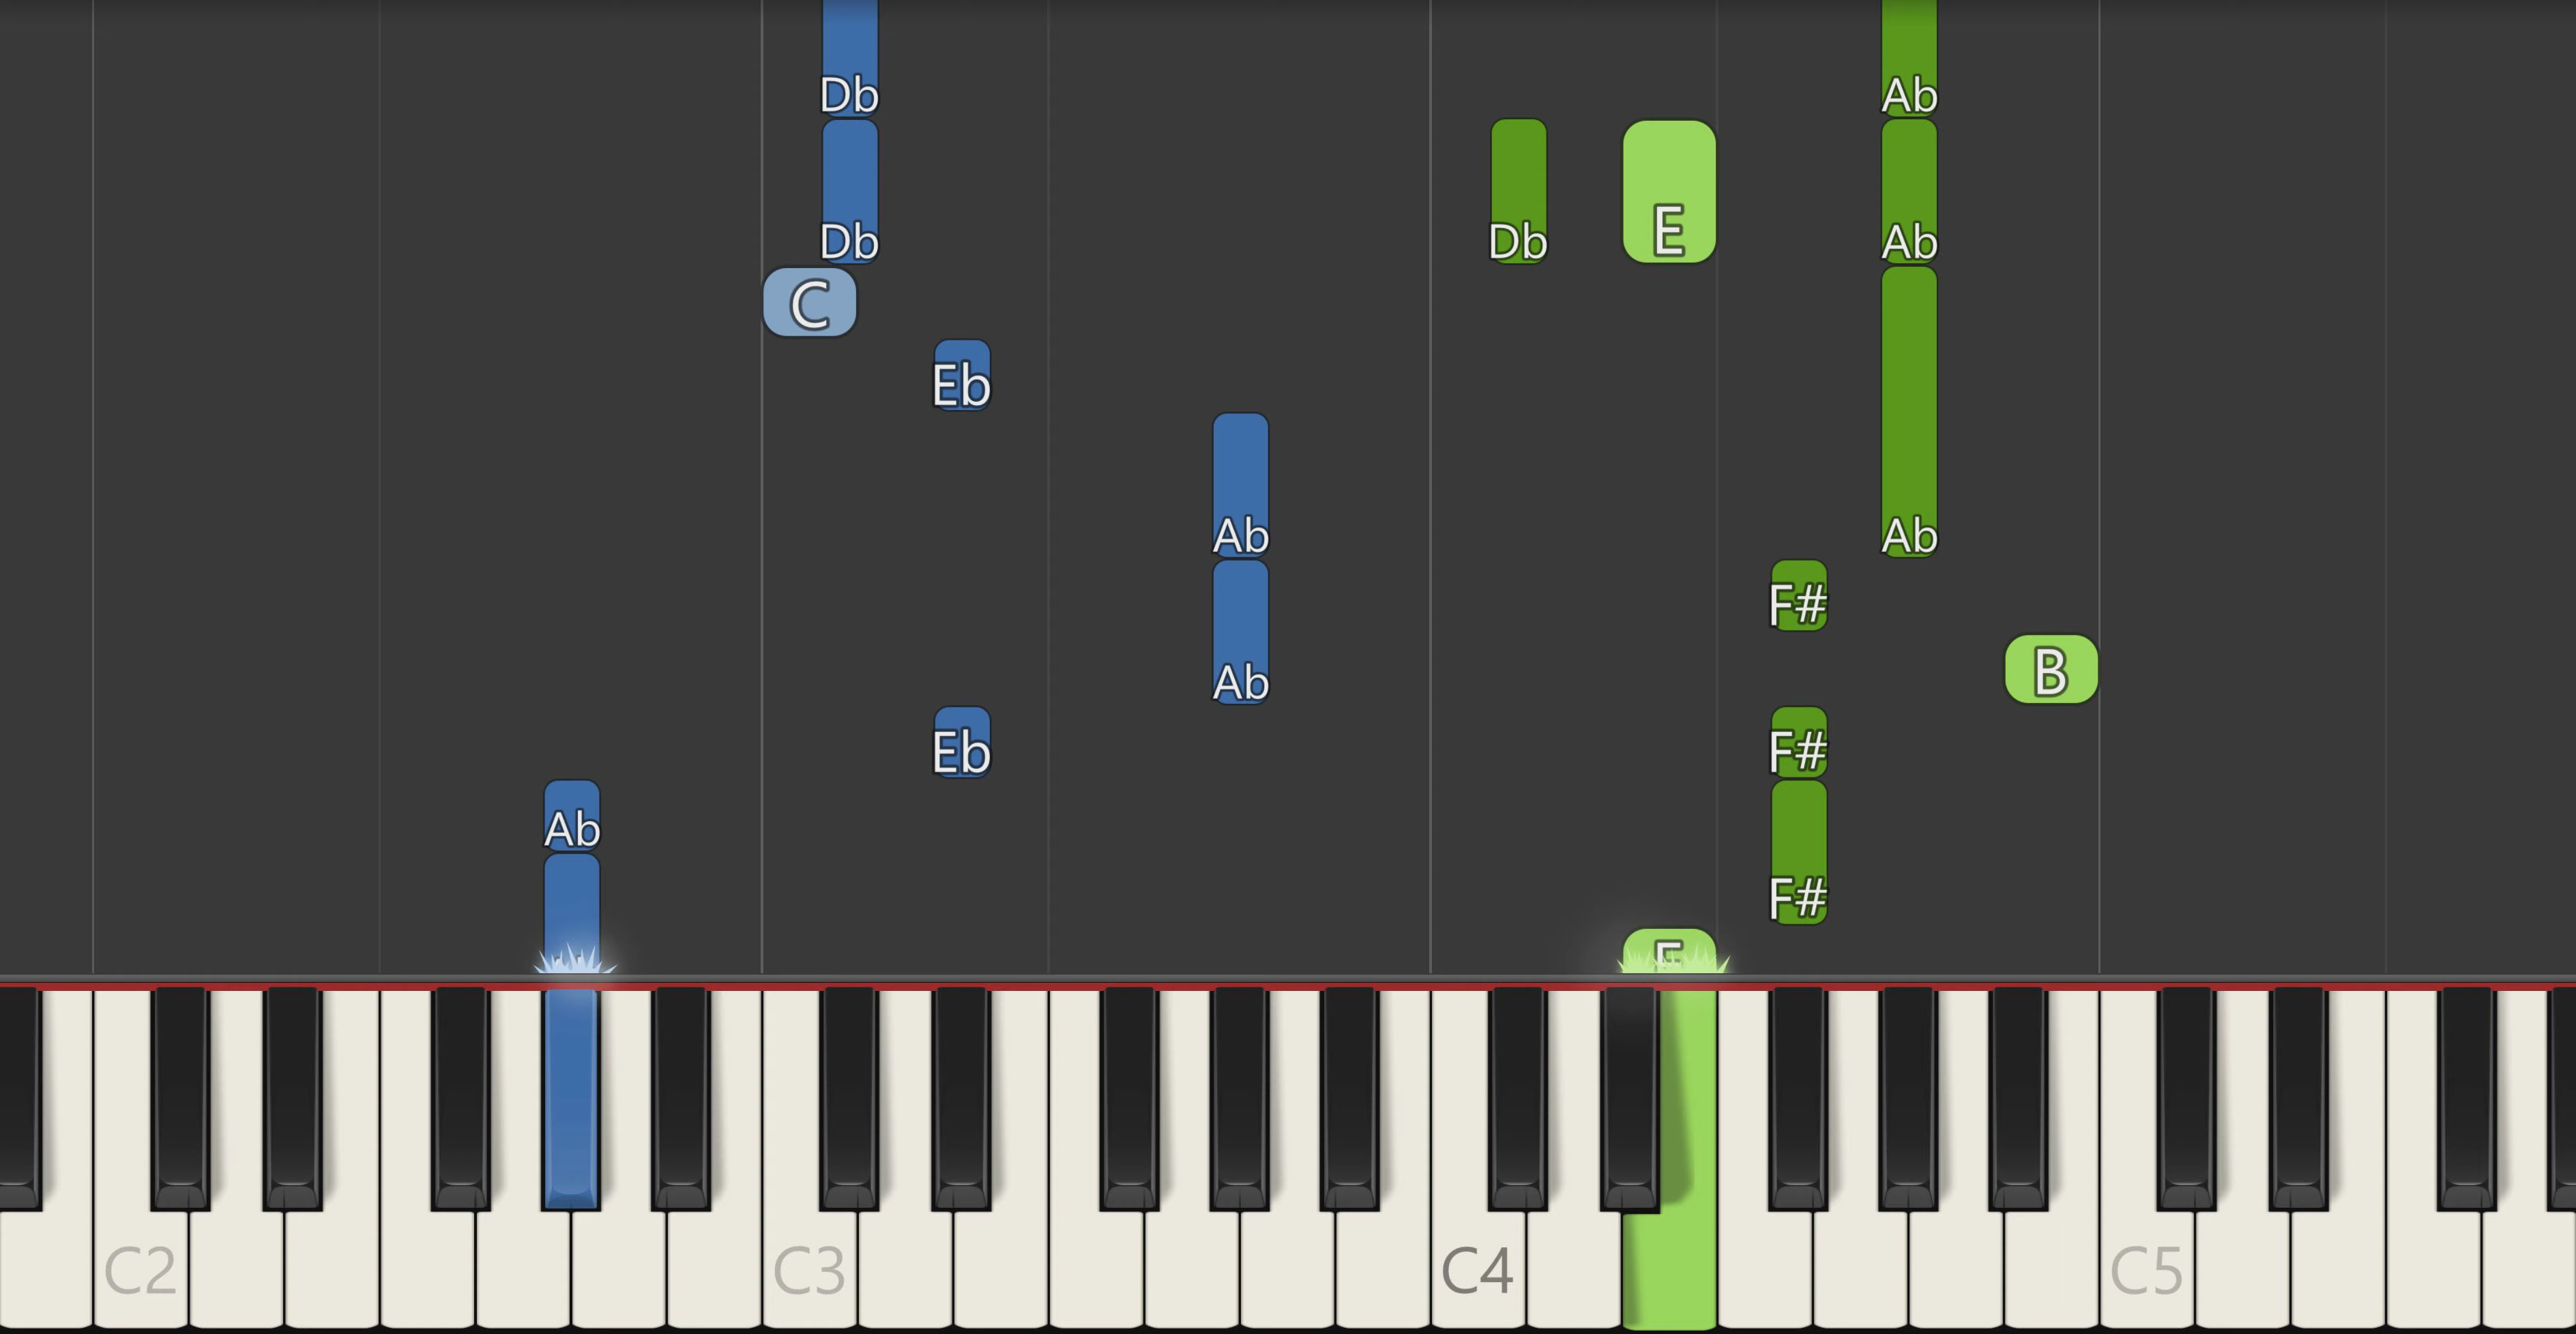 Db Ab
Db Db E Ab
C
Eb
Ab Ab
F#
Ab B
Eb F#
Ab
F#
E
C2 C3 C4 C5